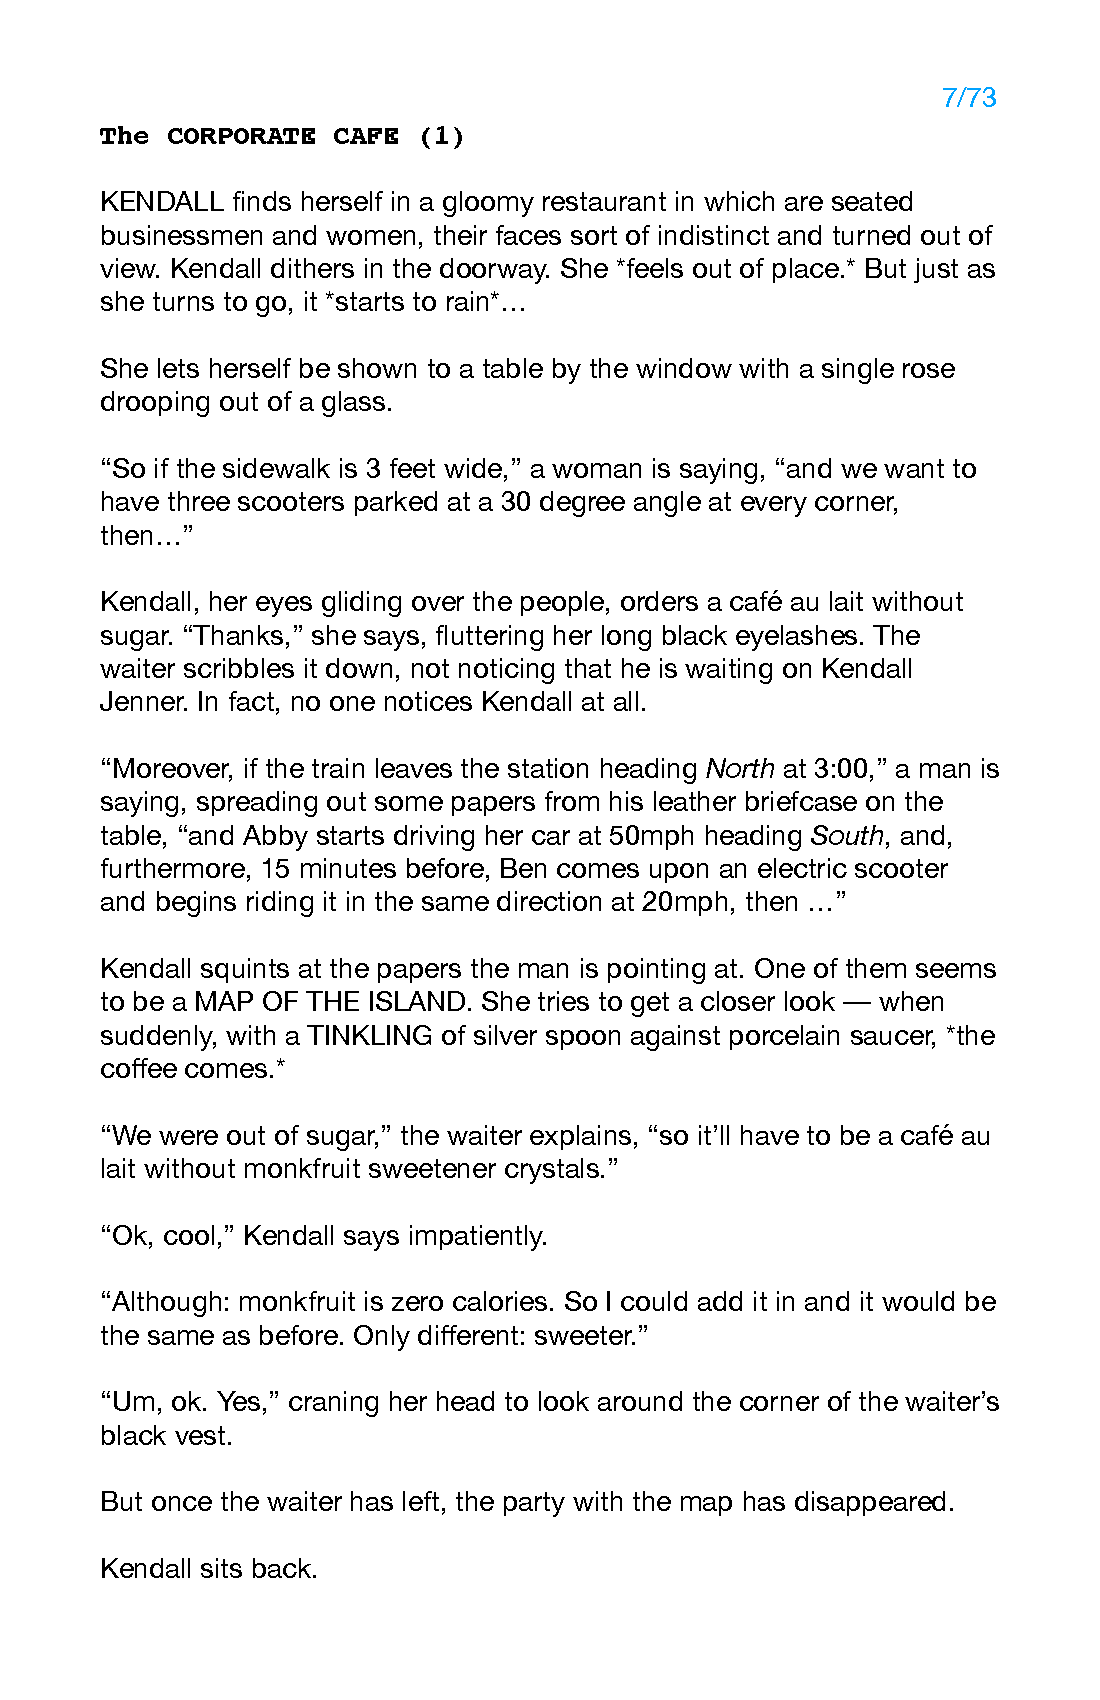 7/73
The CORPORATE CAFE (1)
KENDALL finds herself in a gloomy restaurant in which are seated
businessmen and women, their faces sort of indistinct and turned out of
view. Kendall dithers in the doorway. She *feels out of place.* But just as
she turns to go, it *starts to rain*…
She lets herself be shown to a table by the window with a single rose
drooping out of a glass.
“So if the sidewalk is 3 feet wide,” a woman is saying, “and we want to
have three scooters parked at a 30 degree angle at every corner,
then…”
Kendall, her eyes gliding over the people, orders a café au lait without
sugar. “Thanks,” she says, fluttering her long black eyelashes. The
waiter scribbles it down, not noticing that he is waiting on Kendall
Jenner. In fact, no one notices Kendall at all.
“Moreover, if the train leaves the station heading North at 3:00,” a man is
saying, spreading out some papers from his leather briefcase on the
table, “and Abby starts driving her car at 50mph heading South, and,
furthermore, 15 minutes before, Ben comes upon an electric scooter
and begins riding it in the same direction at 20mph, then …”
Kendall squints at the papers the man is pointing at. One of them seems
to be a MAP OF THE ISLAND. She tries to get a closer look — when
suddenly, with a TINKLING of silver spoon against porcelain saucer, *the
coffee comes.*
“We were out of sugar,” the waiter explains, “so it’ll have to be a café au
lait without monkfruit sweetener crystals.”
“Ok, cool,” Kendall says impatiently.
“Although: monkfruit is zero calories. So I could add it in and it would be
the same as before. Only different: sweeter.”
“Um, ok. Yes,” craning her head to look around the corner of the waiter’s
black vest.
But once the waiter has left, the party with the map has disappeared.
Kendall sits back.